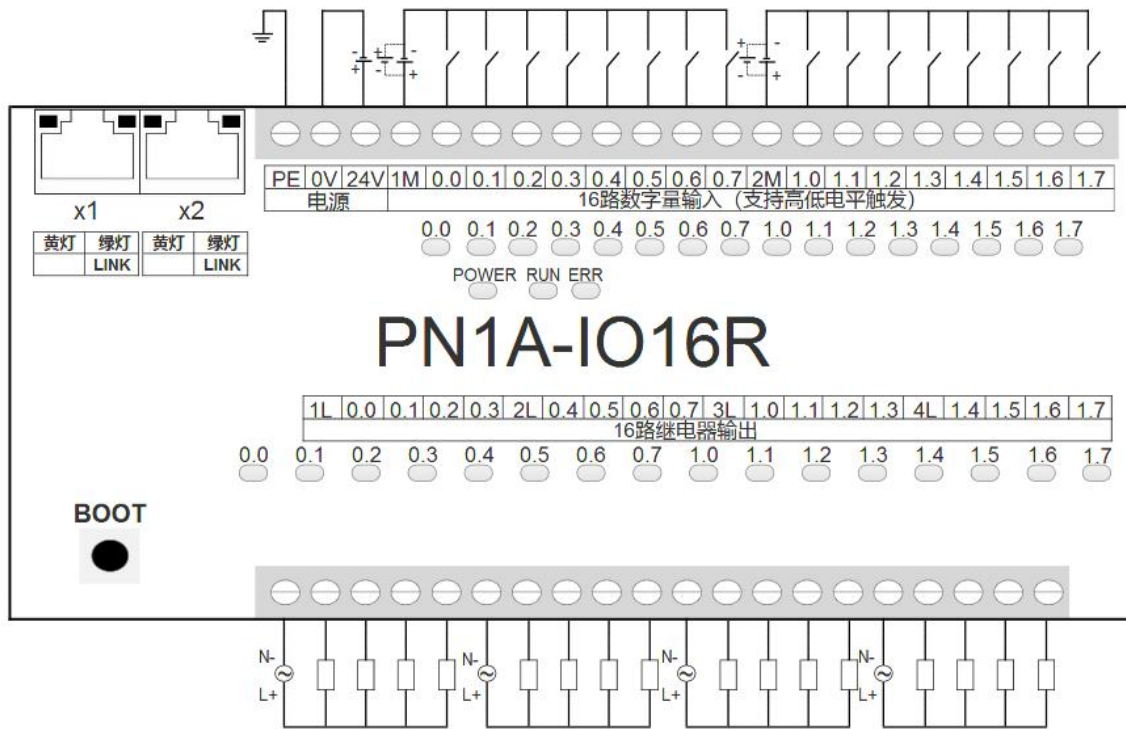 - + - + - + - +
+ - + - +
PE 0V 24V 1M 0.0 0.1 0.2 0.3 0.4 0.5 0.6 0.7 2M 1.0 1.1 1.2 1.3 1.4 1.5 1.6 1.7
电源 16路数字量输入（支持高低电平触发）
x1 x2
黄灯 绿灯 黄灯 绿灯
LINK LINK
0.0 0.1 0.2 0.3 0.4 0.5 0.6 0.7 1.0 1.1 1.2 1.3 1.4 1.5 1.6 1.7
POWER RUN ERR
PN1A-IO16R
1L 0.0 0.1 0.2 0.3 2L 0.4 0.5 0.6 0.7 3L 1.0 1.1 1.2 1.3 4L 1.4 1.5 1.6 1.7
16路继电器输出
0.0 0.1 0.2 0.3 0.4 0.5 0.6 0.7 1.0 1.1 1.2 1.3 1.4 1.5 1.6 1.7
BOOT
N- N- N- N-
L+ L+ L+ L+